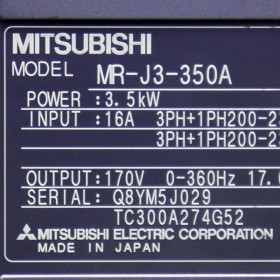 MITSUBISHI
MODEL MR-J3-350A
POWER :3.5kW
INPUT :16A 3PH+1PH200-2
3PH+1PH200-2
OUTPUT:170V 0-360Hz 17.
SERIAL: Q8YM5J029
TC300A274G52
MITSUBISHI ELECTRIC CORPORATION
MADE IN JAPAN